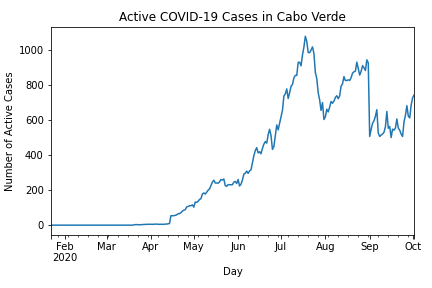 Active COVID-19 Cases in Cabo Verde
Number of Active Cases
1000
800
600
400
200
0
Feb Mar Apr May Jun Jul Aug Sep Oct
2020
Day